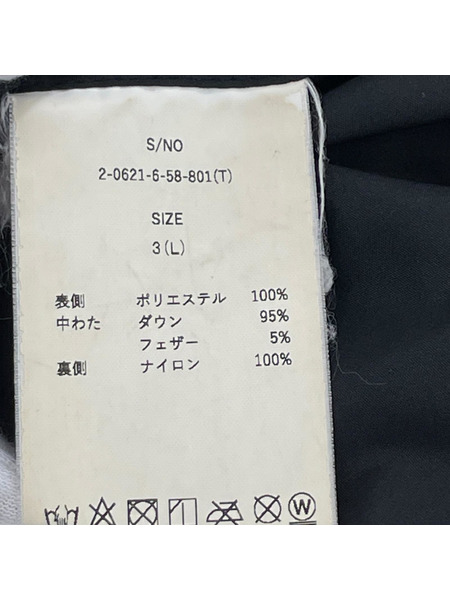 S/NO
2-0621-6-58-801(T)
SIZE
3(L)
表側 ポリエステル 100%
中わた ダウン 95%
フェザー 5%
裏側 ナイロン 100%
W